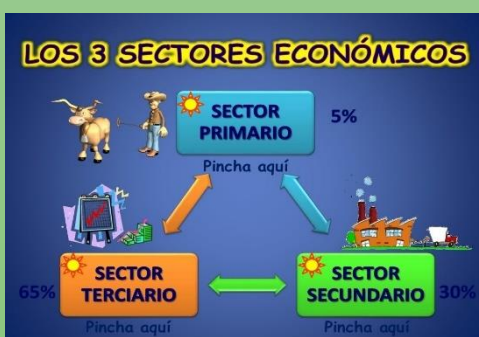 LOS 3 SECTORES ECONÓMICOS
SECTOR
PRIMARIO
5%
Pincha aquí
SECTOR
TERCIARIO
65%
Pincha aquí
SECTOR
SECUNDARIO
30%
Pincha aquí